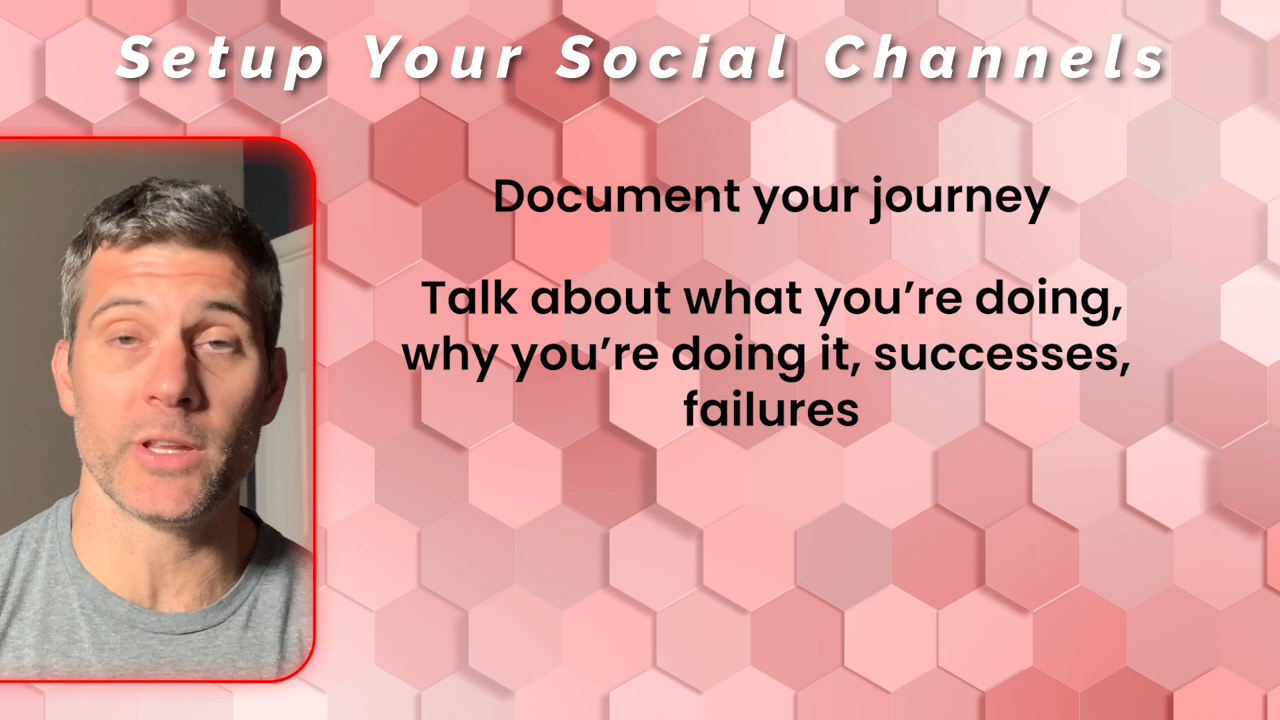 Setup Your Social Channels
Document your journey
Talk about what you’re doing,
why you’re doing it, successes,
failures